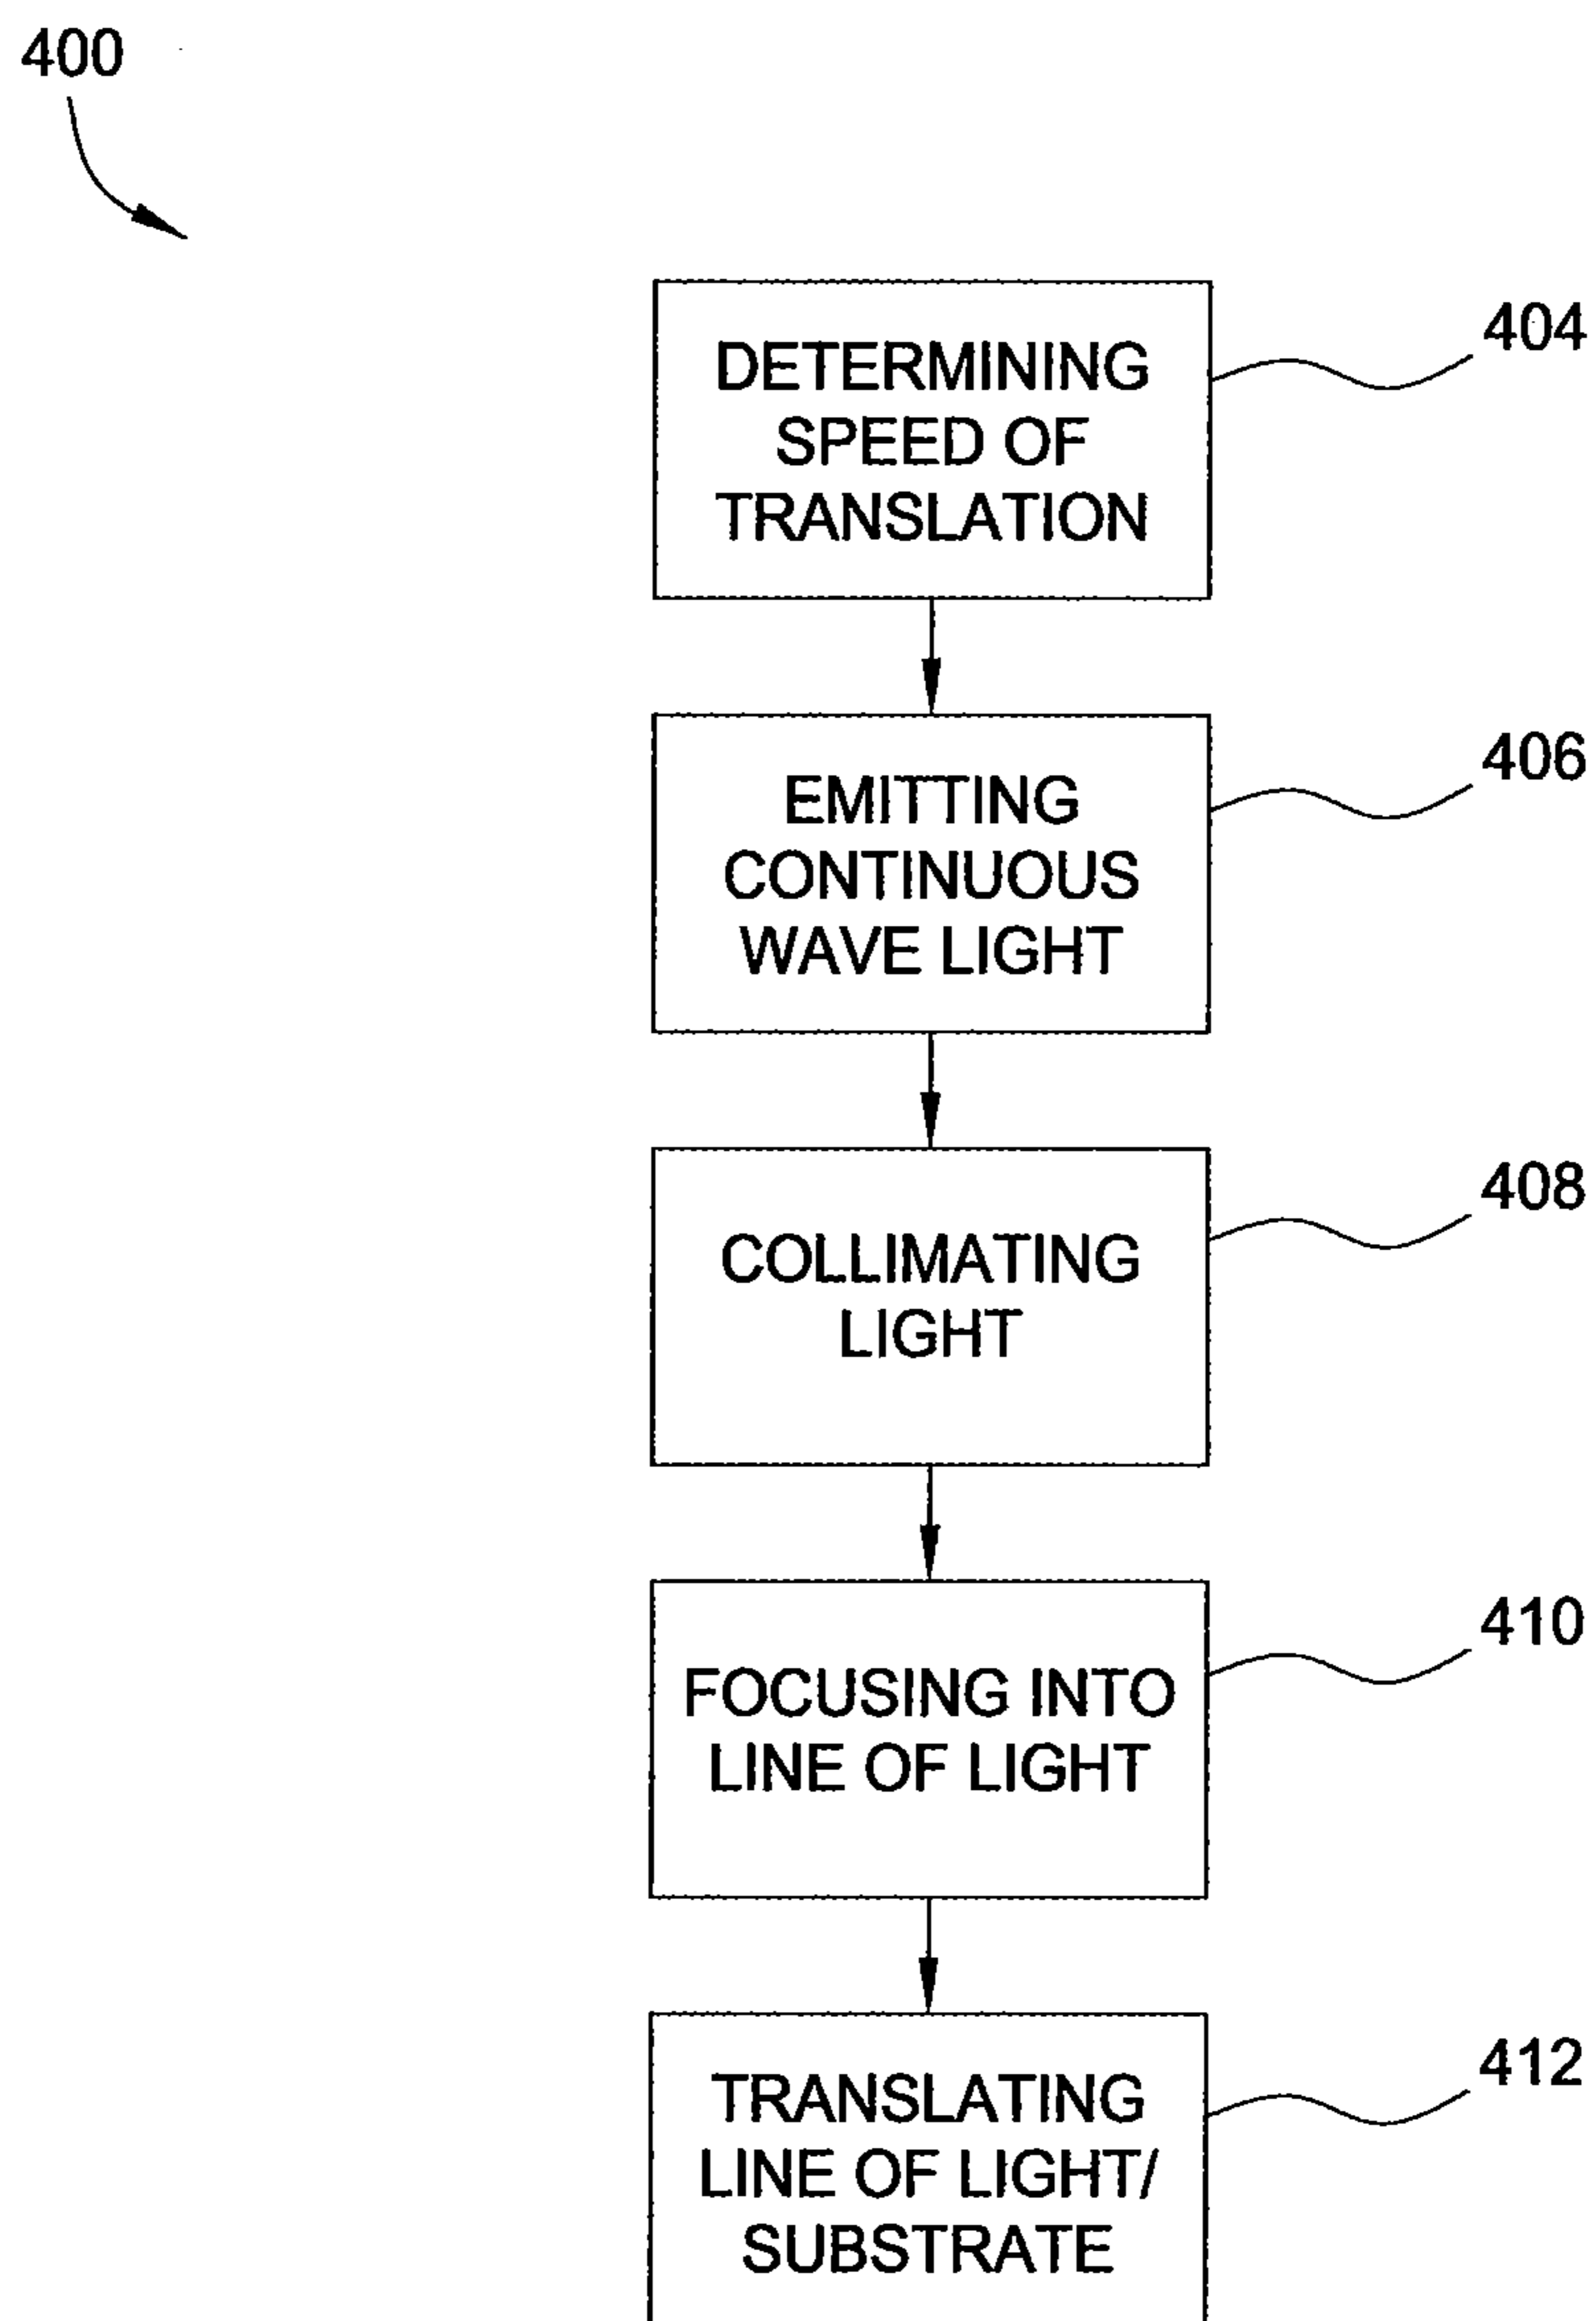 400
404
DETERMINING
SPEED OF
TRANSLATION
406
EMITTING
CONTINUOUS
WAVE LIGHT
408
COLLIMATING
LIGHT
410
FOCUSING INTO
LINE OF LIGHT
412
TRANSLATING
LINE OF LIGHT/
SUBSTRATE